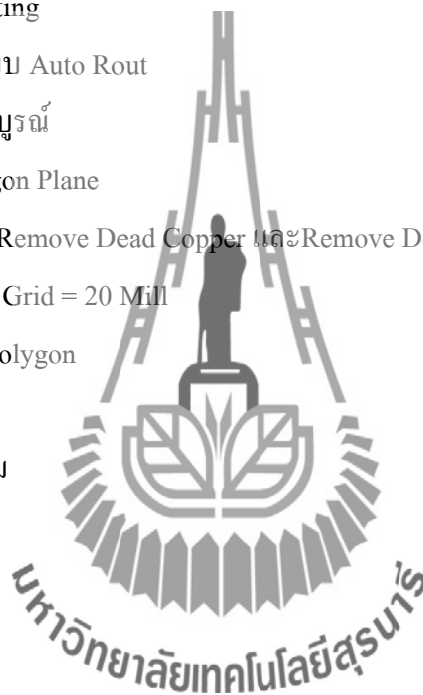 ting
บ Auto Rout
บูรณ์
gon Plane
Remove Dead Copper และRemove D
Grid = 20 Mill
olygon
ม
มหาวิทยาลัยเทคโนโลยีสุรนารี